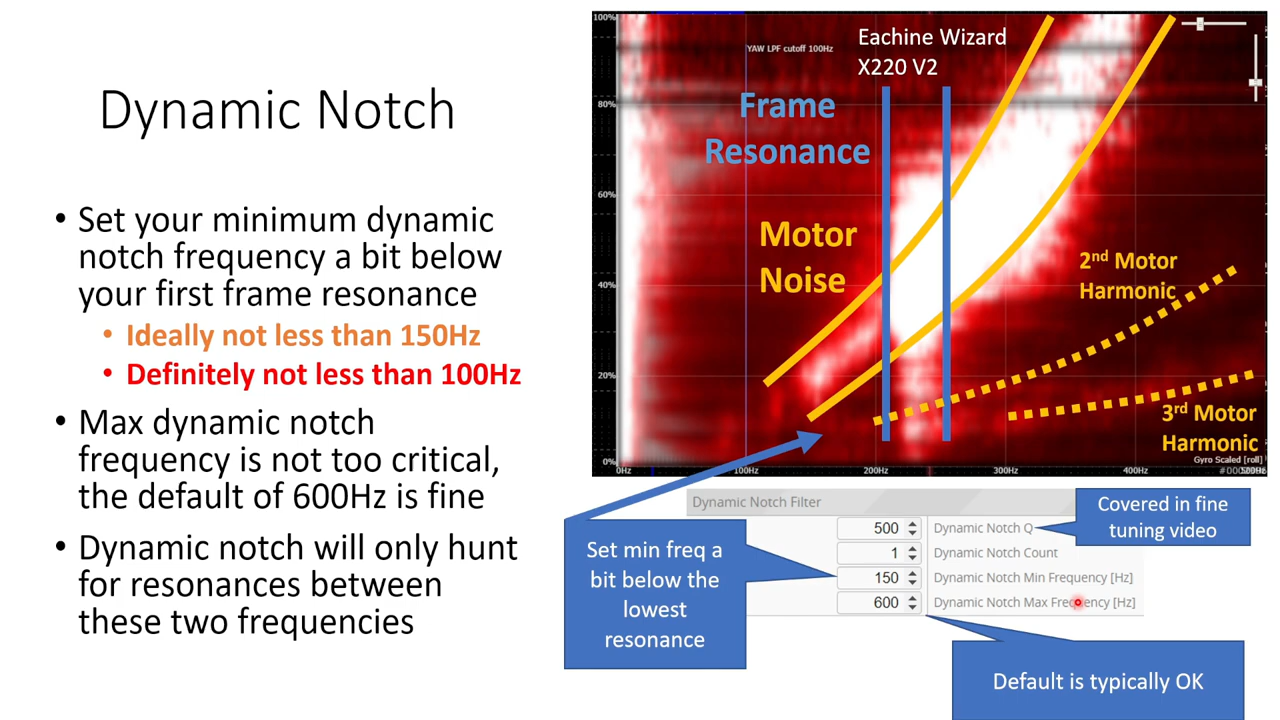 Dynamic Notch
• Set your minimum dynamic
notch frequency a bit below
your first frame resonance
• Ideally not less than 150Hz
• Definitely not less than 100Hz
• Max dynamic notch
frequency is not too critical,
the default of 600Hz is fine
• Dynamic notch will only hunt
for resonances between
these two frequencies
100%
80%
60%
40%
20%
0%
YAW LPF cutoff 100Hz
Eachine Wizard
X220 V2
Frame
Resonance
Motor
Noise
2nd Motor
Harmonic
3rd Motor
Harmonic
Gyro Scaled [roll]
0Hz
100Hz
200Hz
300Hz
400Hz
Dynamic Notch Filter
500 Dynamic Notch Q
1 Dynamic Notch Count
150 Dynamic Notch Min Frequency [Hz]
600 Dynamic Notch Max Frequency [Hz]
Covered in fine
tuning video
Set min freq a
bit below the
lowest
resonance
Default is typically OK